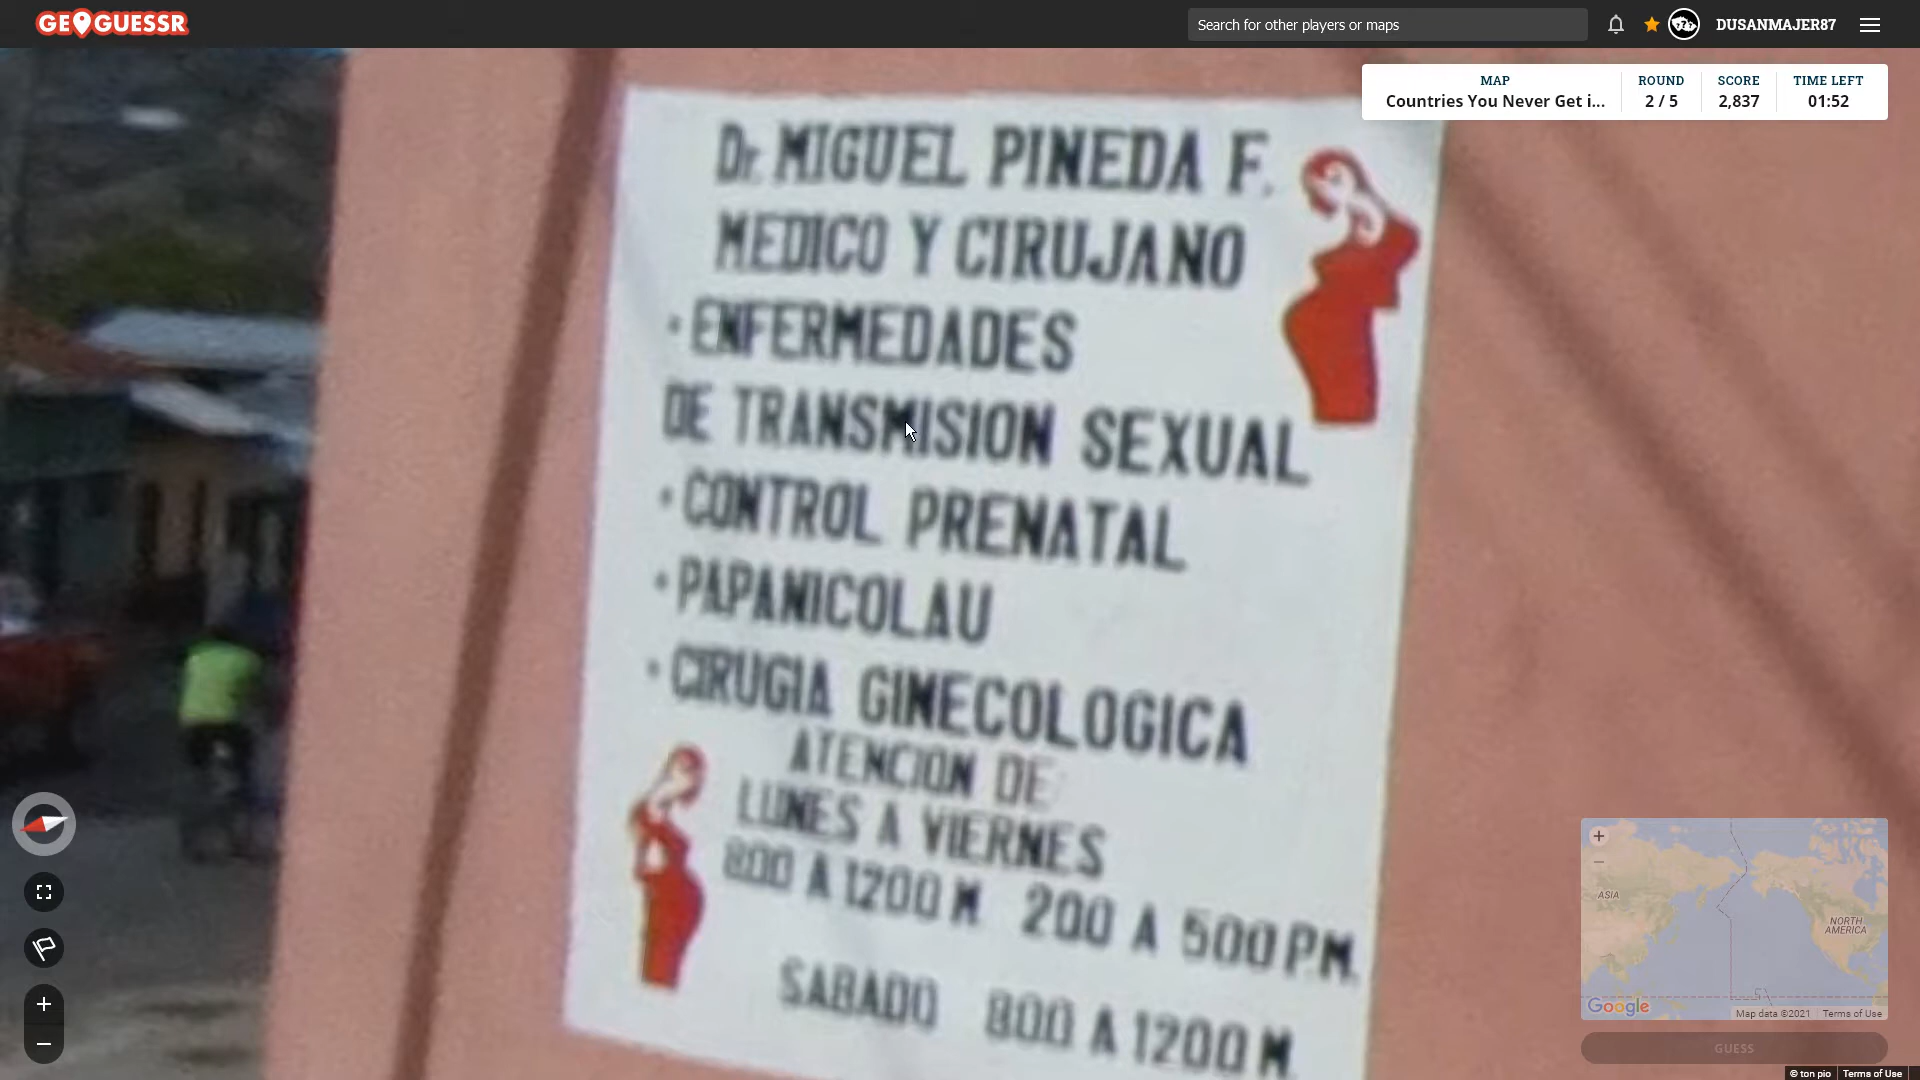 GEOGUESSR
Search for other players or maps
DUSANMAJER87
MAP
Countries You Never Get i...
ROUND
2 / 5
SCORE
2,837
TIME LEFT
01:52
Dr. MIGUEL PINEDA F.
MEDICO Y CIRUJANO
• ENFERMEDADES
DE TRANSMISION SEXUAL
• CONTROL PRENATAL
• PAPANICOLAU
• CIRUGIA GINECOLOGICA
ATENCION DE
LUNES A VIERNES
800 A 1200 M. 200 A 500 P.M.
SABADO 800 A 1200 M.
ASIA
NORTH
AMERICA
Google
Map data ©2021
Terms of Use
GUESS
© ton pio
Terms of Use